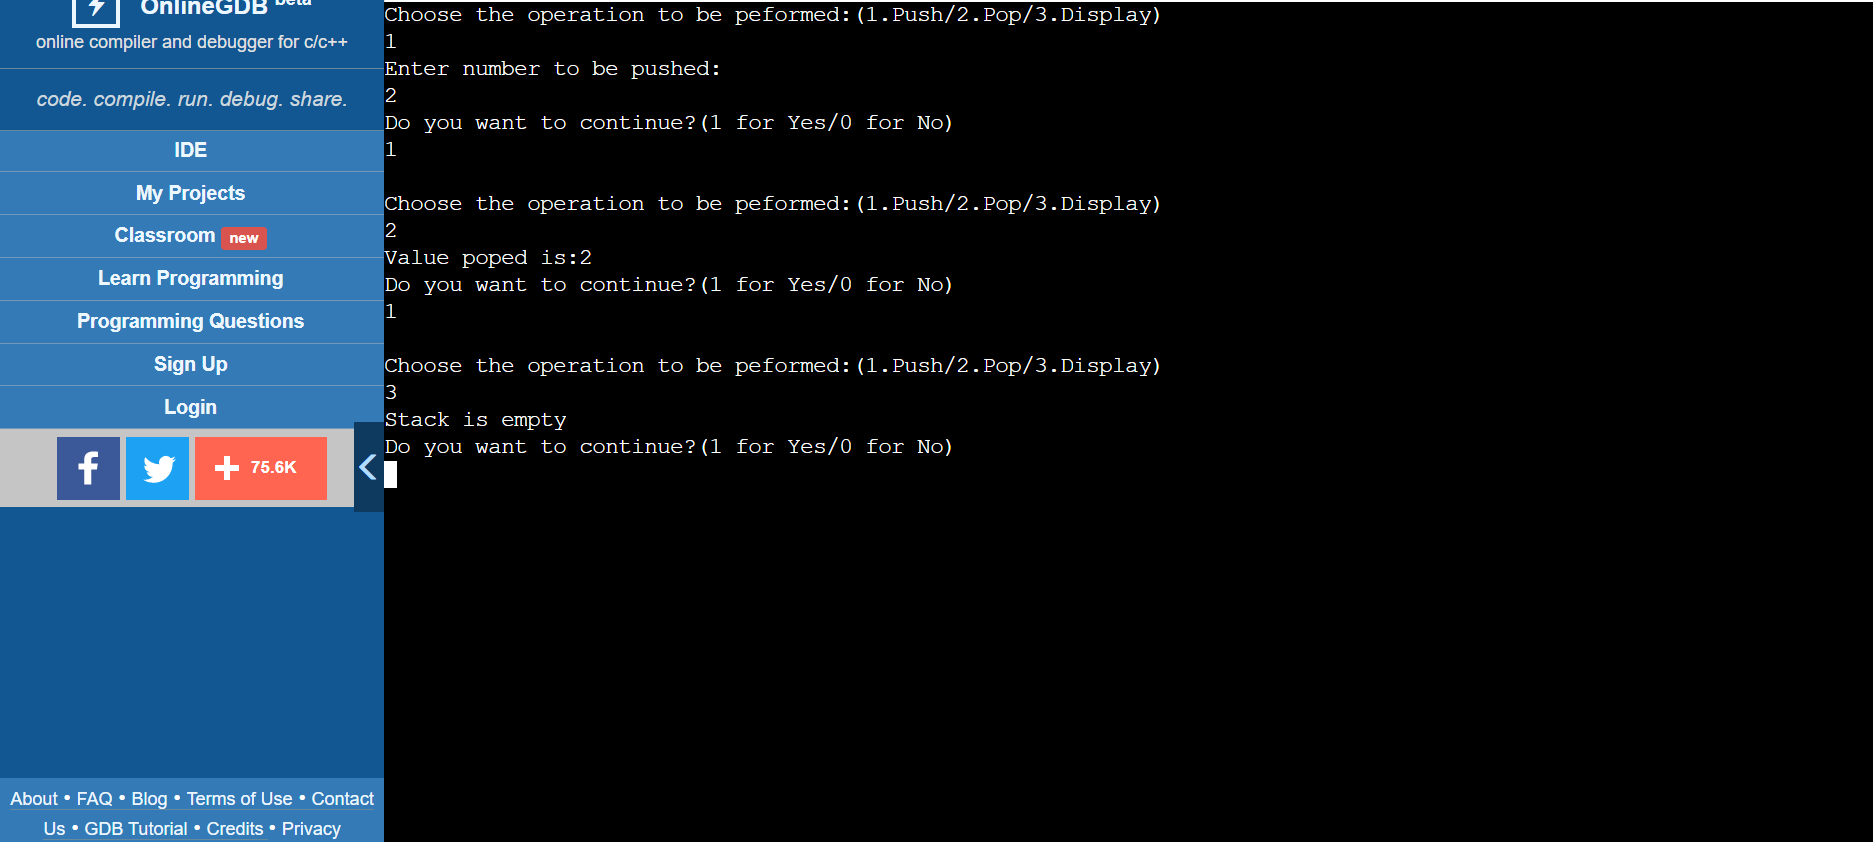 OnlineGDB beta
online compiler and debugger for c/c++
code. compile. run. debug. share.
IDE
My Projects
Classroom new
Learn Programming
Programming Questions
Sign Up
Login
75.6K
About • FAQ • Blog • Terms of Use • Contact
Us • GDB Tutorial • Credits • Privacy
Choose the operation to be peformed:(1.Push/2.Pop/3.Display)
1
Enter number to be pushed:
2
Do you want to continue?(1 for Yes/0 for No)
1
Choose the operation to be peformed:(1.Push/2.Pop/3.Display)
2
Value poped is:2
Do you want to continue?(1 for Yes/0 for No)
1
Choose the operation to be peformed:(1.Push/2.Pop/3.Display)
3
Stack is empty
Do you want to continue?(1 for Yes/0 for No)